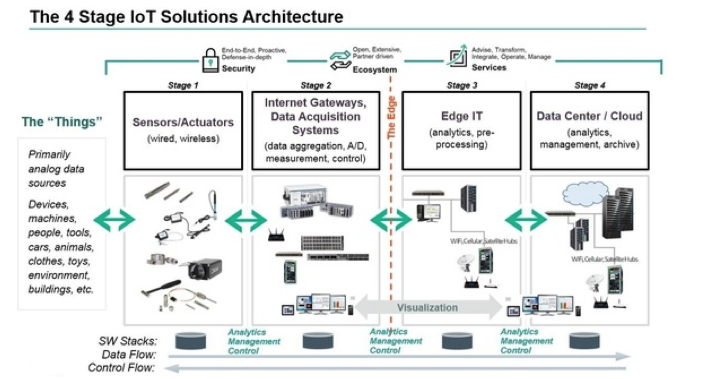 The 4 Stage IoT Solutions Architecture
End-to-End, Proactive,
Defense-in-depth
Security
Open, Extensive,
Partner driven
Ecosystem
Advise, Transform,
Integrate, Operate, Manage
Services
Stage 1
Stage 2
Stage 3
Stage 4
The "Things"
Primarily
analog data
sources
Devices,
machines,
people, tools,
cars, animals,
clothes, toys,
environment,
buildings, etc.
Sensors/Actuators
(wired, wireless)
Internet Gateways,
Data Acquisition
Systems
(data aggregation, A/D,
measurement, control)
The Edge
Edge IT
(analytics, pre-
processing)
Data Center / Cloud
(analytics,
management, archive)
WiFi,Cellular,SatelliteHubs
WiFi,Cellular,SatelliteHubs
Visualization
SW Stacks:
Analytics
Management
Control
Analytics
Management
Control
Analytics
Management
Control
Data Flow:
Control Flow: